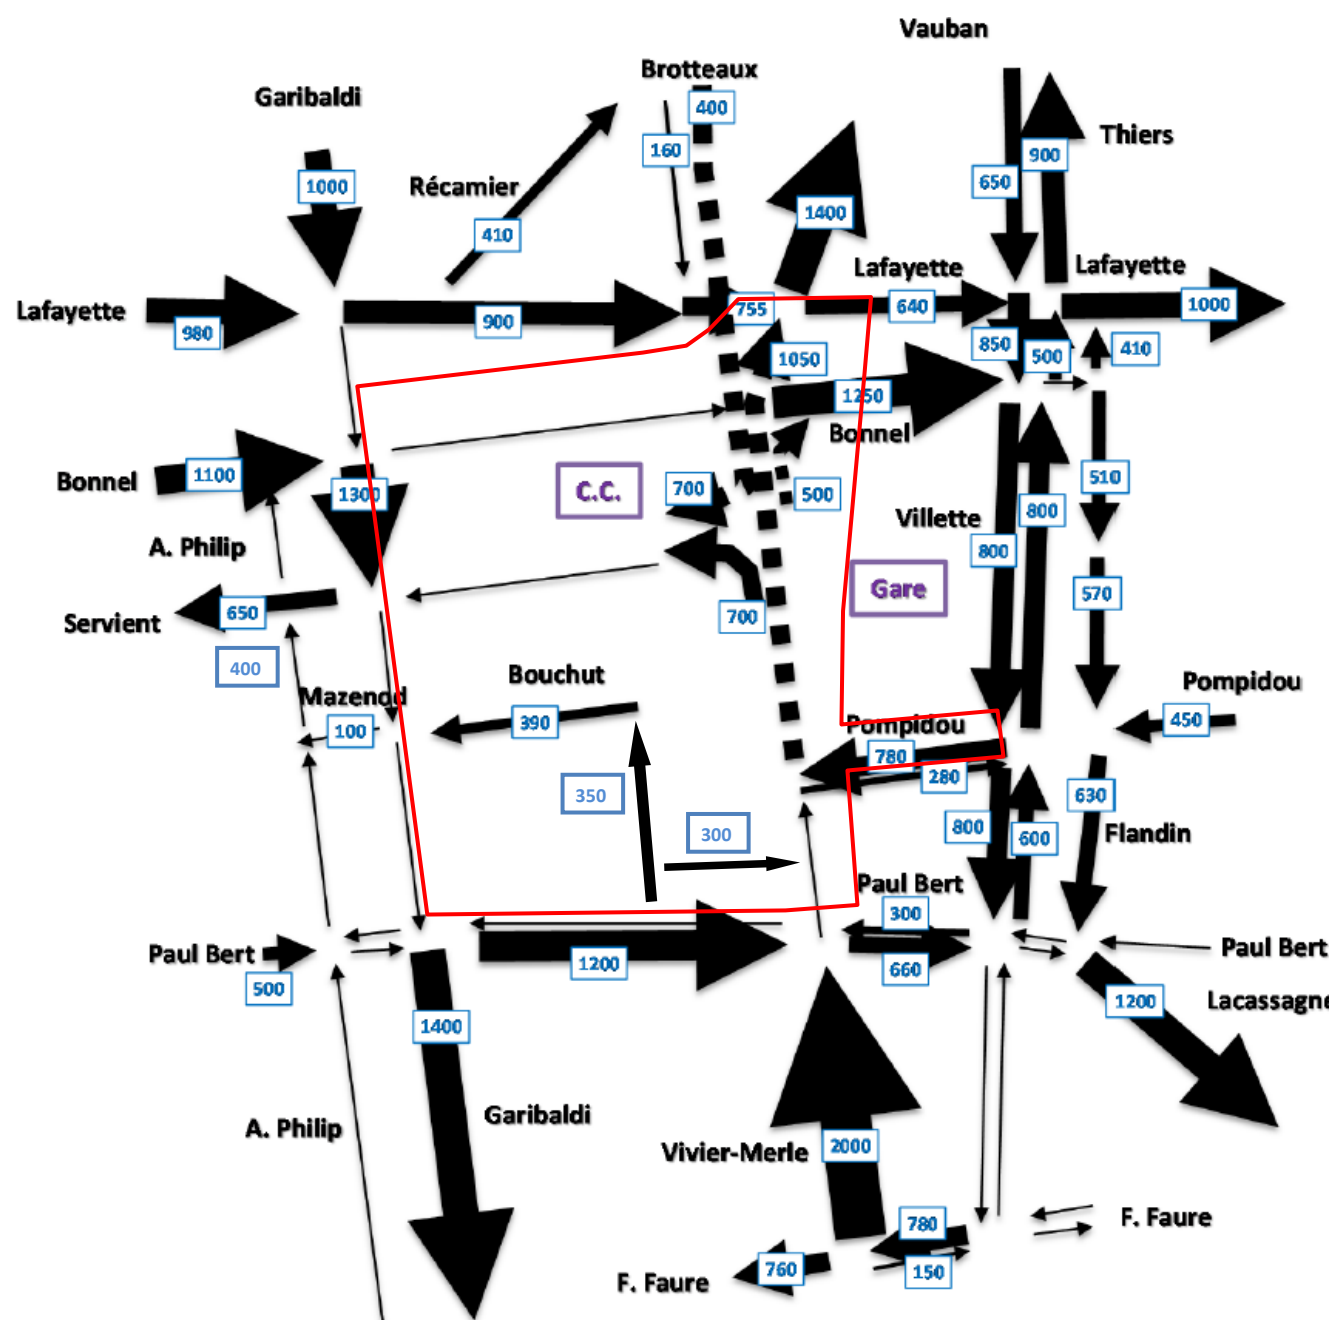 Vauban
Brotteaux
Garibaldi
400
Thiers
160
900
650
1000
Récamier
1400
410
Lafayette
Lafayette
Lafayette
980
900
755
640
1000
850
500
410
1050
1250
Bonnel
Bonnel
1100
1300
C.C.
700
500
510
800
Villette
A. Philip
800
Gare
570
Servient
650
700
400
Bouchut
Pompidou
Mazenod
100
390
Pompidou
450
780
280
350
630
300
800
600
Flandin
Paul Bert
300
Paul Bert
500
1200
660
Paul Bert
1200
Lacassagne
1400
Garibaldi
A. Philip
Vivier-Merle
2000
780
F. Faure
760
150
F. Faure